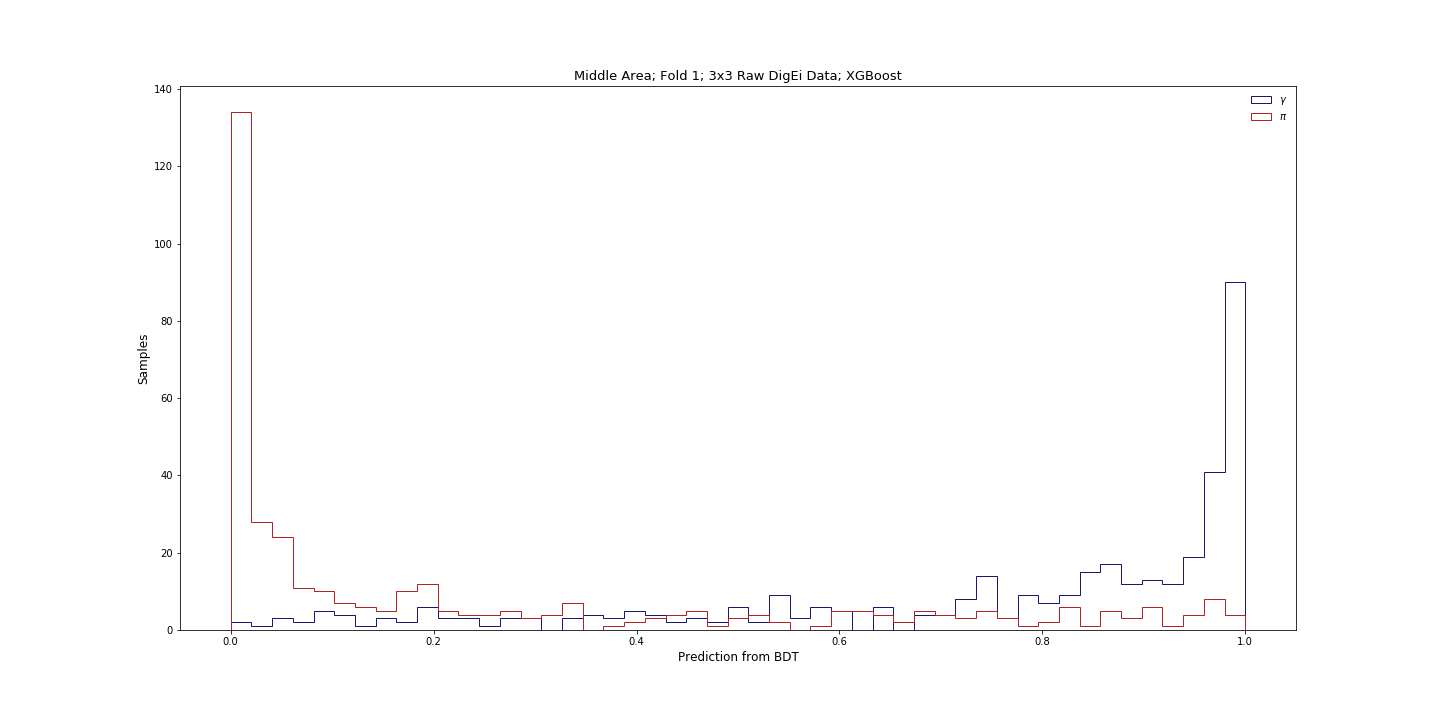 Middle Area; Fold 1; 3x3 Raw DigEi Data; XGBoost
γ
π
140
120
100
80
60
40
20
0
Samples
0.0 0.2 0.4 0.6 0.8 1.0
Prediction from BDT